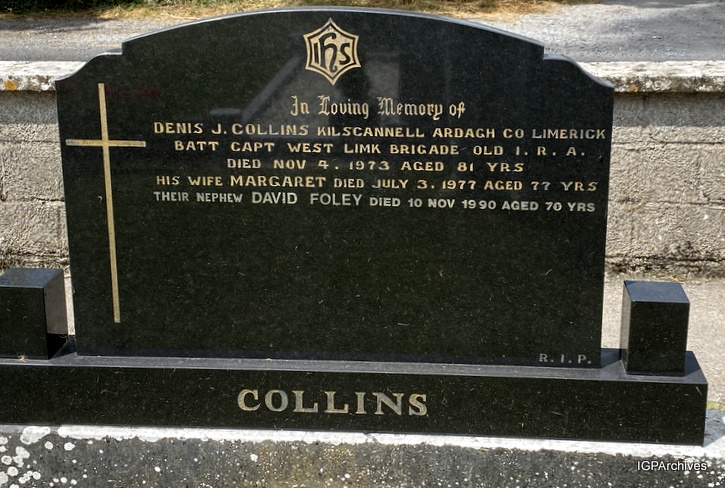 IHS
In Loving Memory of
DENIS J. COLLINS KILSCANNELL ARDAGH CO LIMERICK
BATT CAPT WEST LIMK BRIGADE OLD I. R. A.
DIED NOV 4. 1973 AGED 81 YRS
HIS WIFE MARGARET DIED JULY 3. 1977 AGED 77 YRS
THEIR NEPHEW DAVID FOLEY DIED 10 NOV 1990 AGED 70 YRS
R. I. P.
COLLINS
IGPArchives